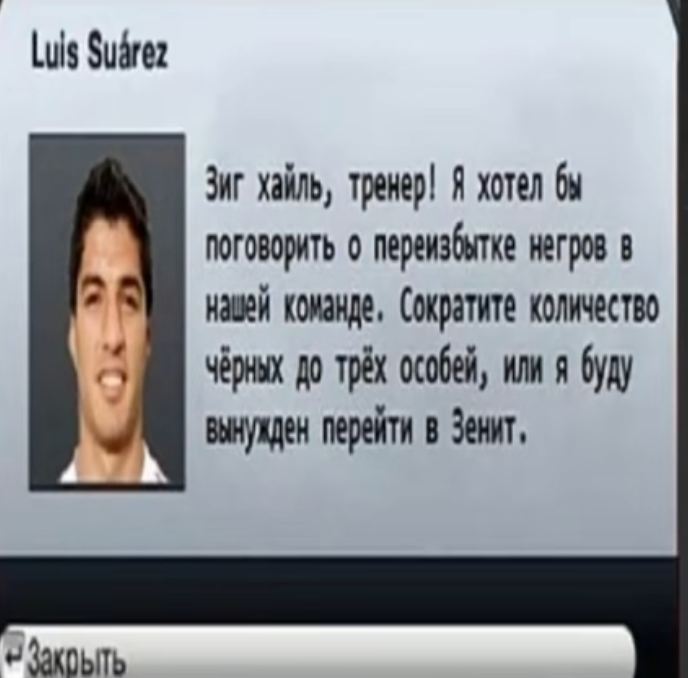 Luis Suárez
Зиг хайль, тренер! Я хотел бы
поговорить о переизбытке негров в
нашей команде. Сократите количество
чёрных до трёх особей, или я буду
вынужден перейти в Зенит.
Закрыть